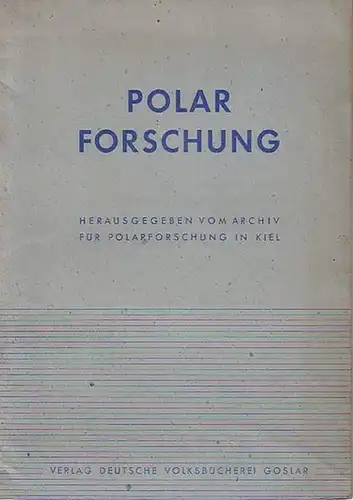 POLAR
FORSCHUNG
HERAUSGEGEBEN VOM ARCHIV
FÜR POLARFORSCHUNG IN KIEL
VERLAG DEUTSCHE VOLKSBÜCHEREI GOSLAR